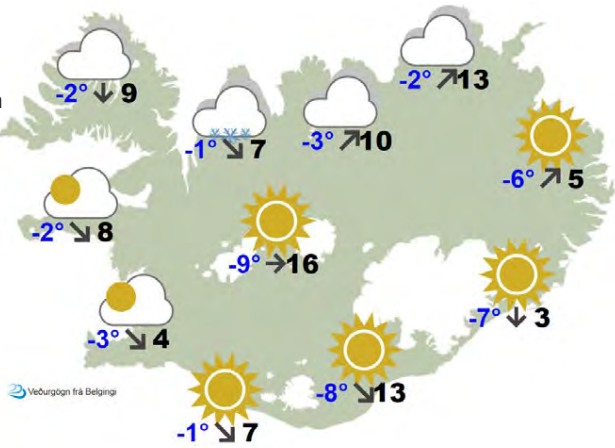 -2° ↗ 13
-2° ↓ 9
-1° ↘ 7
-3° ↗ 10
-6° ↗ 5
-2° ↘ 8
-9° → 16
-7° ↓ 3
-3° ↘ 4
-8° ↘ 13
Veðurgögn frá Belgingi
-1° ↘ 7